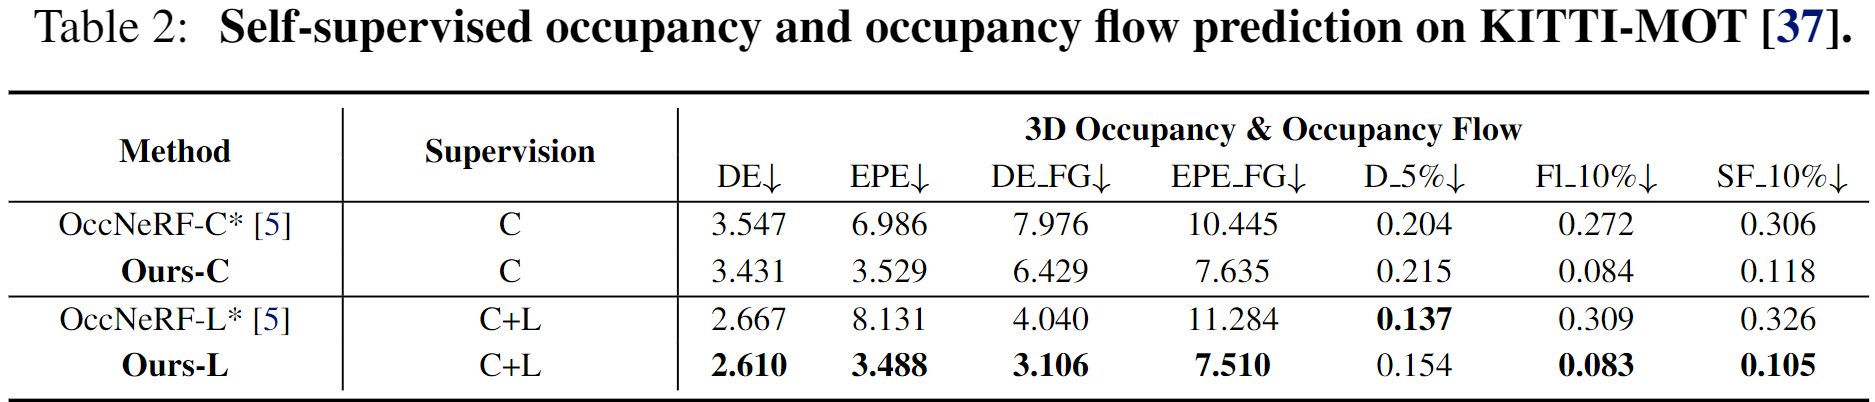 Table 2: Self-supervised occupancy and occupancy flow prediction on KITTI-MOT [37].
Method Supervision 3D Occupancy & Occupancy Flow
DE↓ EPE↓ DE_FG↓ EPE_FG↓ D_5%↓ Fl_10%↓ SF_10%↓
OccNeRF-C* [5] C 3.547 6.986 7.976 10.445 0.204 0.272 0.306
Ours-C C 3.431 3.529 6.429 7.635 0.215 0.084 0.118
OccNeRF-L* [5] C+L 2.667 8.131 4.040 11.284 0.137 0.309 0.326
Ours-L C+L 2.610 3.488 3.106 7.510 0.154 0.083 0.105